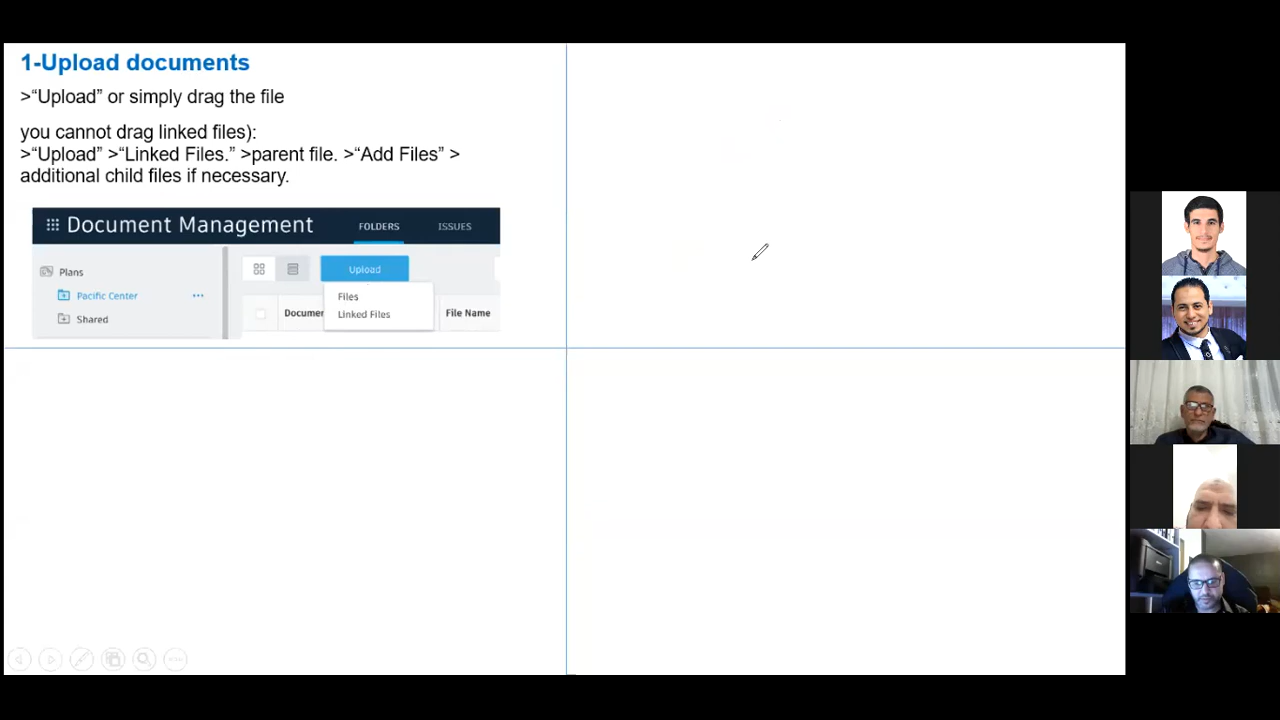 1-Upload documents
>“Upload” or simply drag the file
you cannot drag linked files):
>“Upload” >“Linked Files.” >parent file. >“Add Files” >
additional child files if necessary.
Document Management
FOLDERS
ISSUES
Plans
Upload
Pacific Center
Files
Shared
Documen
Linked Files
File Name